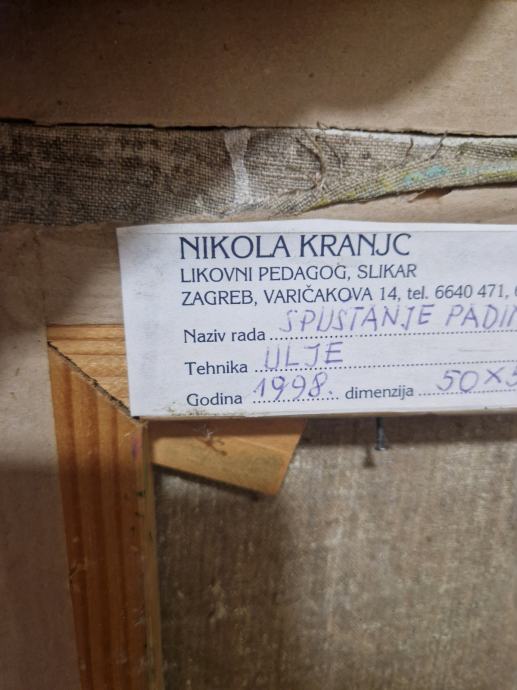 NIKOLA KRANJC
LIKOVNI PEDAGOG, SLIKAR
ZAGREB, VARIČAKOVA 14, tel. 6640 471,
Naziv rada SPUSTANJE
Tehnika ULJE
Godina 1998. dimenzija 50X5